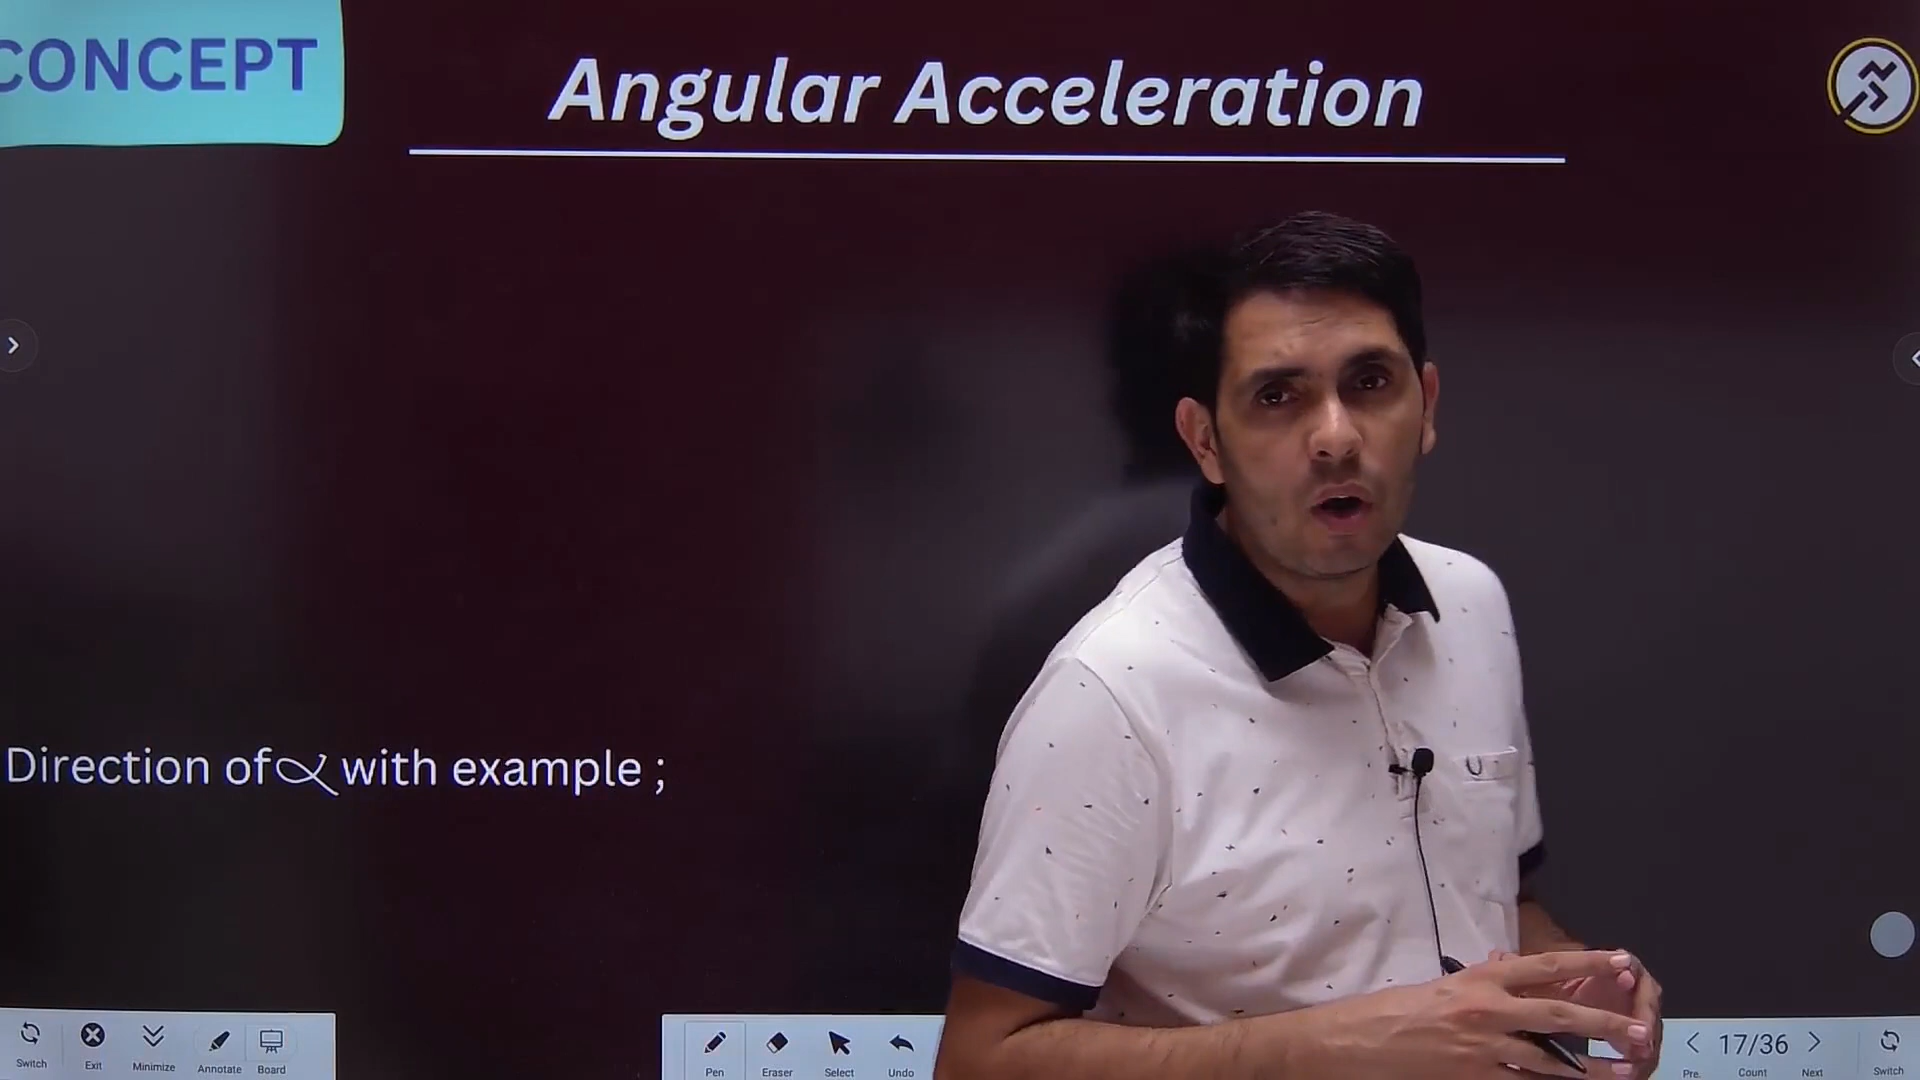 CONCEPT
Angular Acceleration
Direction of ∝ with example ;
Switch
Exit
Minimize
Annotate
Board
Pen
Eraser
Select
Undo
Pre.
17/36
Count
Next
Switch